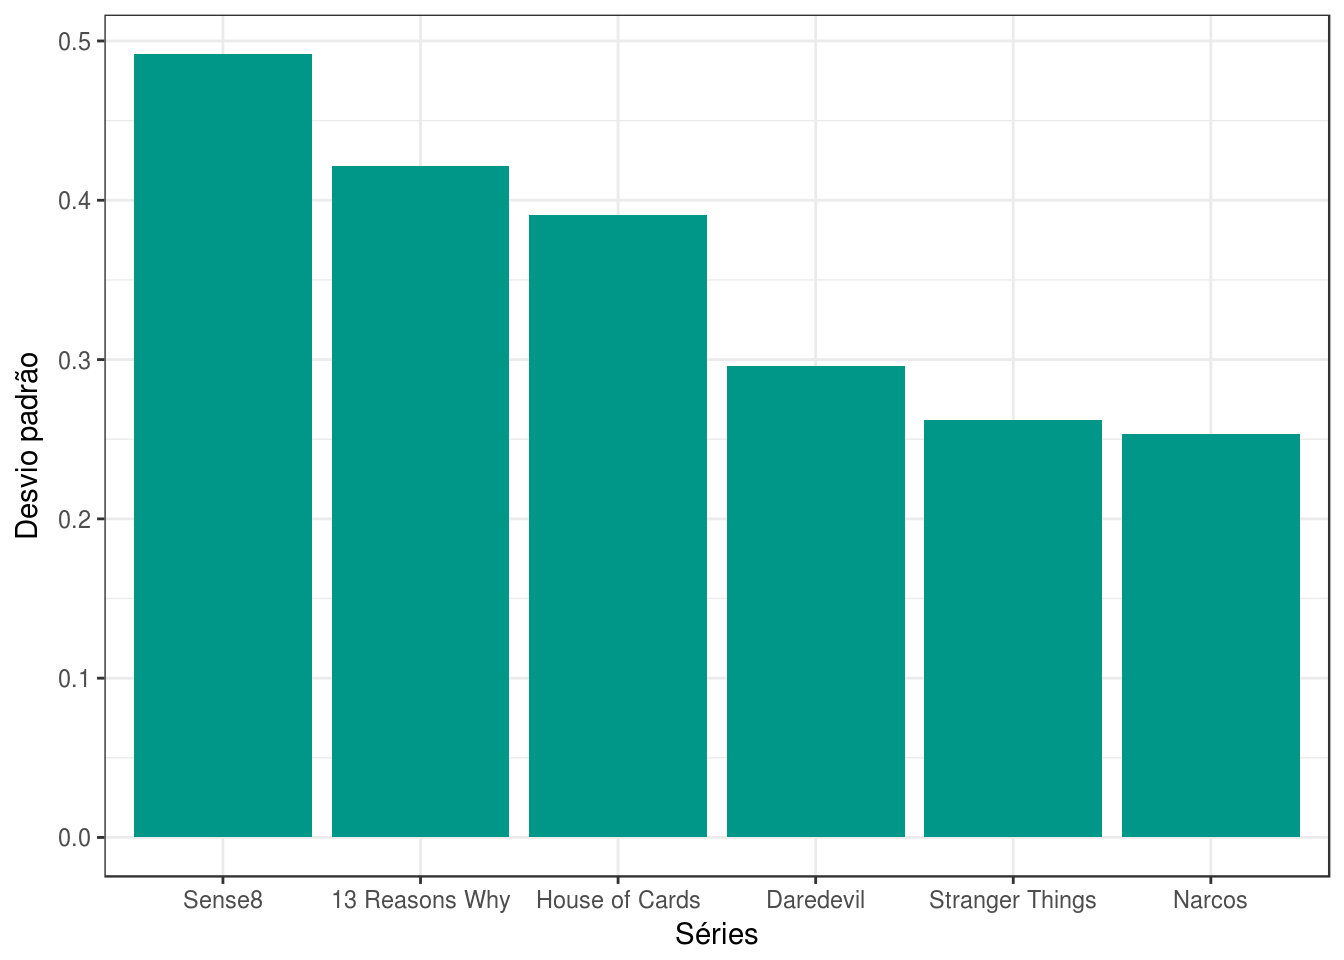 Desvio padrão
0.5
0.4
0.3
0.2
0.1
0.0
Sense8 13 Reasons Why House of Cards Daredevil Stranger Things Narcos
Séries